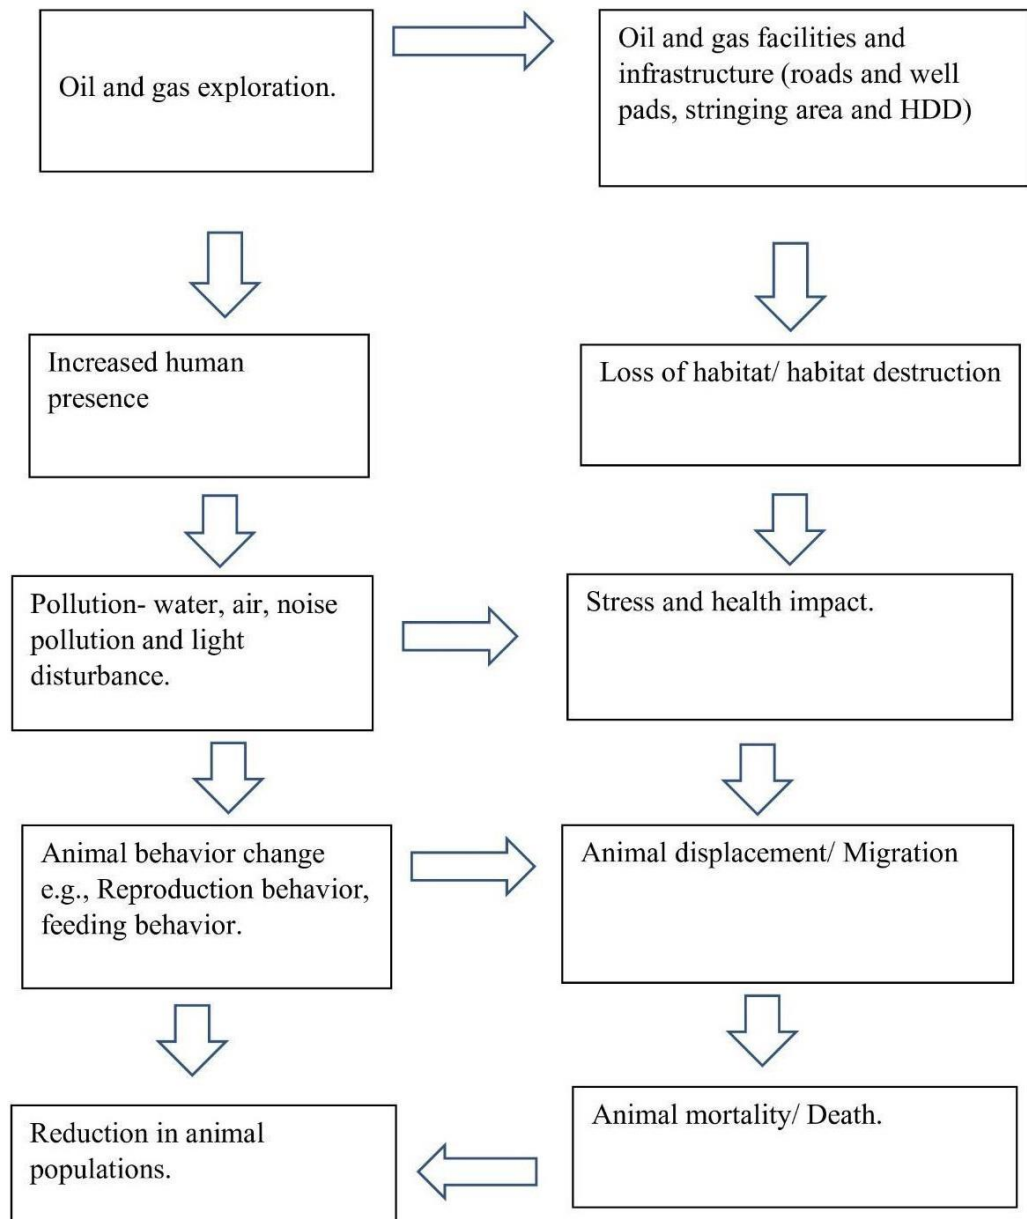 Oil and gas exploration.
Oil and gas facilities and
infrastructure (roads and well
pads, stringing area and HDD)
Increased human
presence
Loss of habitat/ habitat destruction
Pollution- water, air, noise
pollution and light
disturbance.
Stress and health impact.
Animal behavior change
e.g., Reproduction behavior,
feeding behavior.
Animal displacement/ Migration
Reduction in animal
populations.
Animal mortality/ Death.